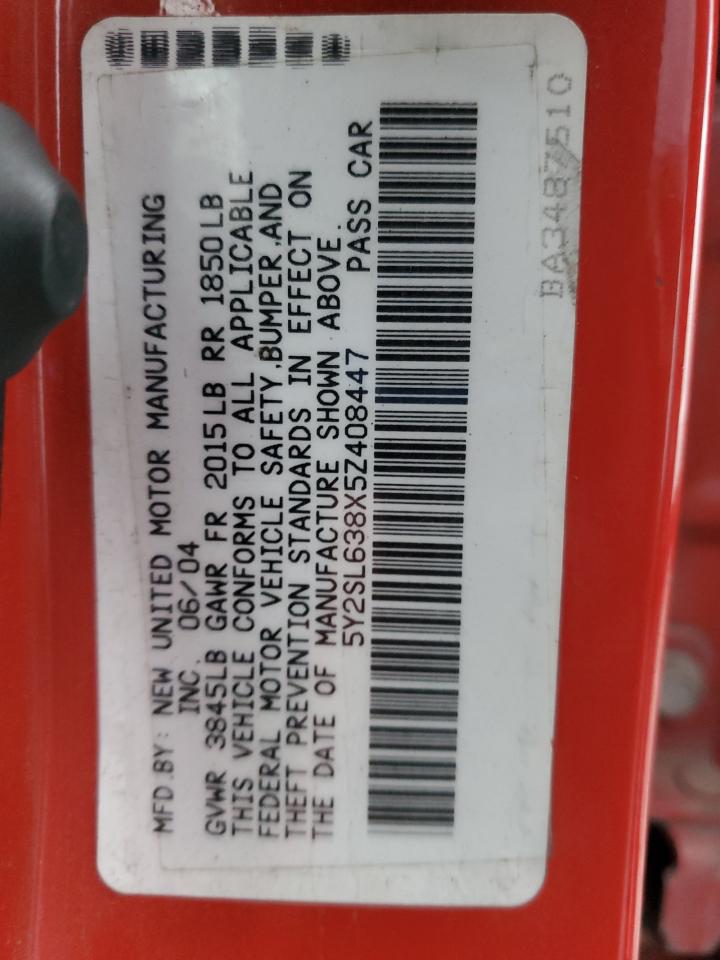 MFD.BY: NEW UNITED MOTOR MANUFACTURING
INC. 06/04
GVWR 3845LB GAWR FR 2015LB RR 1850LB
THIS VEHICLE CONFORMS TO ALL APPLICABLE
FEDERAL MOTOR VEHICLE SAFETY,BUMPER,AND
THEFT PREVENTION STANDARDS IN EFFECT ON
THE DATE OF MANUFACTURE SHOWN ABOVE.
5Y2SL638X5Z408447 PASS CAR
BA3487510